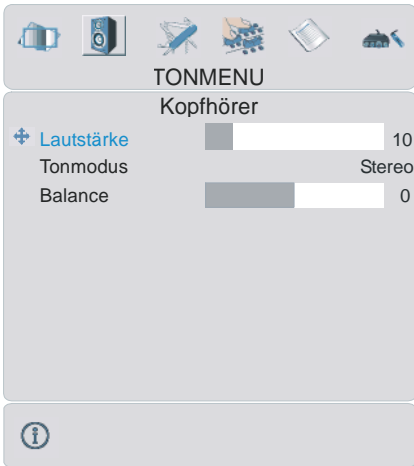 TONMENU
Kopfhörer
Lautstärke 10
Tonmodus Stereo
Balance 0